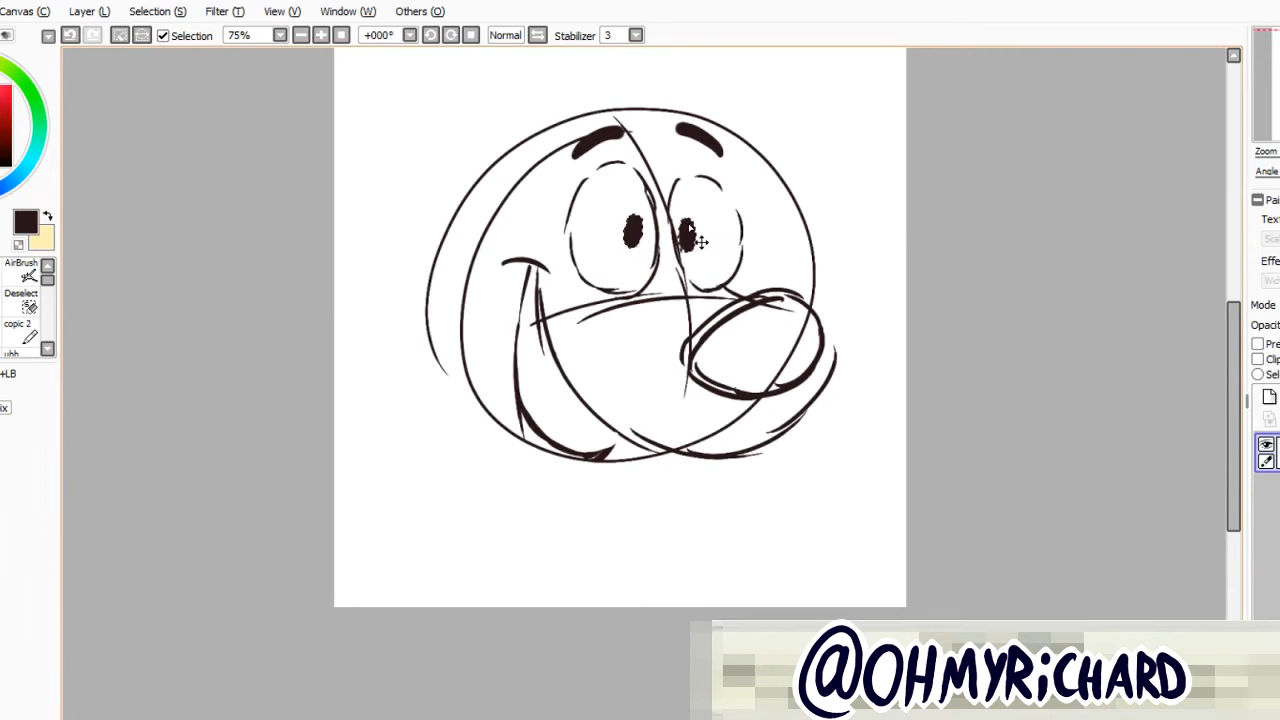 Canvas (C) Layer (L) Selection (S) Filter (T) View (V) Window (W) Others (O)
Selection 75% +000° Normal Stabilizer 3
Zoom
Angle
AirBrush
Deselect
copic 2
+LB
Mode
@OHMYRiCHARD